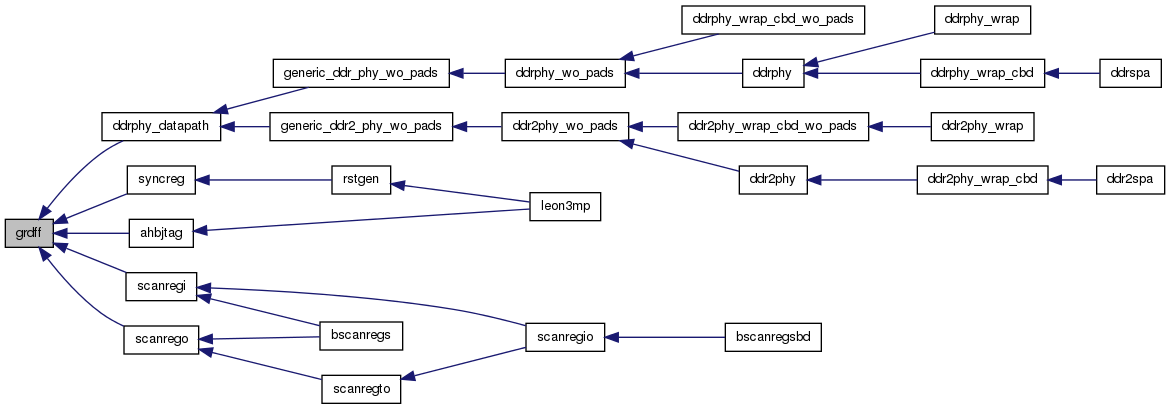 ddrphy_wrap_cbd_wo_pads
ddrphy_wrap
generic_ddr_phy_wo_pads
ddrphy_wo_pads
ddrphy
ddrphy_wrap_cbd
ddrspa
ddrphy_datapath
generic_ddr2_phy_wo_pads
ddr2phy_wo_pads
ddr2phy_wrap_cbd_wo_pads
ddr2phy_wrap
syncreg
rstgen
ddr2phy
ddr2phy_wrap_cbd
ddr2spa
leon3mp
grdff
ahbjtag
scanregi
scanrego
bscanregs
scanregio
bscanregsbd
scanregto